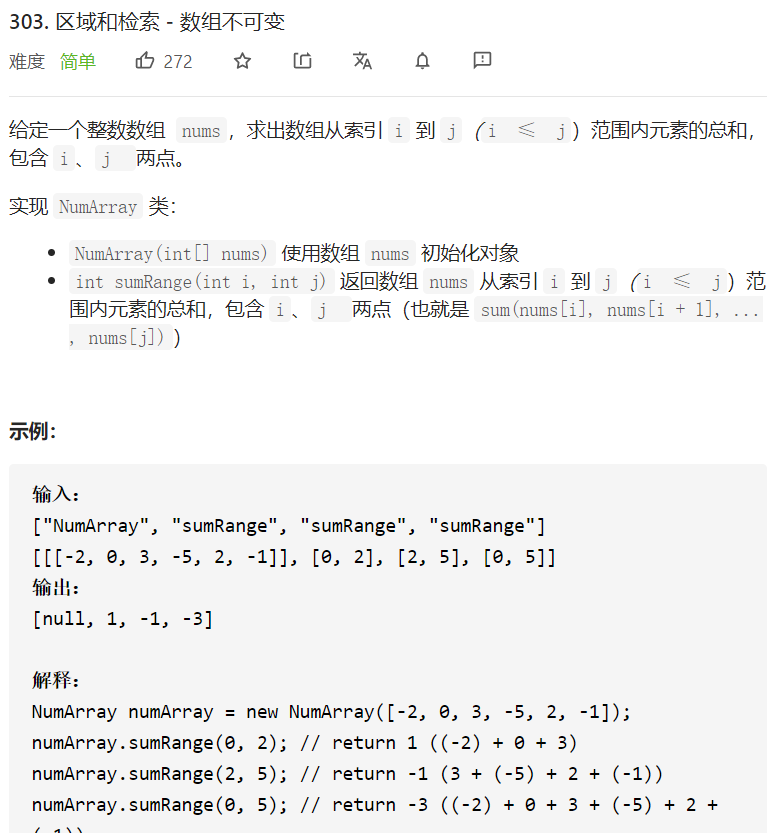 303. 区域和检索 - 数组不可变
难度 简单 272
给定一个整数数组 nums，求出数组从索引 i 到 j （i ≤ j）范围内元素的总和，
包含 i、j 两点。
实现 NumArray 类：
NumArray(int[] nums) 使用数组 nums 初始化对象
int sumRange(int i, int j) 返回数组 nums 从索引 i 到 j （i ≤ j）范
围内元素的总和，包含 i、j 两点（也就是 sum(nums[i], nums[i + 1], ...
, nums[j])）
示例：
输入：
["NumArray", "sumRange", "sumRange", "sumRange"]
[[[-2, 0, 3, -5, 2, -1]], [0, 2], [2, 5], [0, 5]]
输出：
[null, 1, -1, -3]
解释：
NumArray numArray = new NumArray([-2, 0, 3, -5, 2, -1]);
numArray.sumRange(0, 2); // return 1 ((-2) + 0 + 3)
numArray.sumRange(2, 5); // return -1 (3 + (-5) + 2 + (-1))
numArray.sumRange(0, 5); // return -3 ((-2) + 0 + 3 + (-5) + 2 +